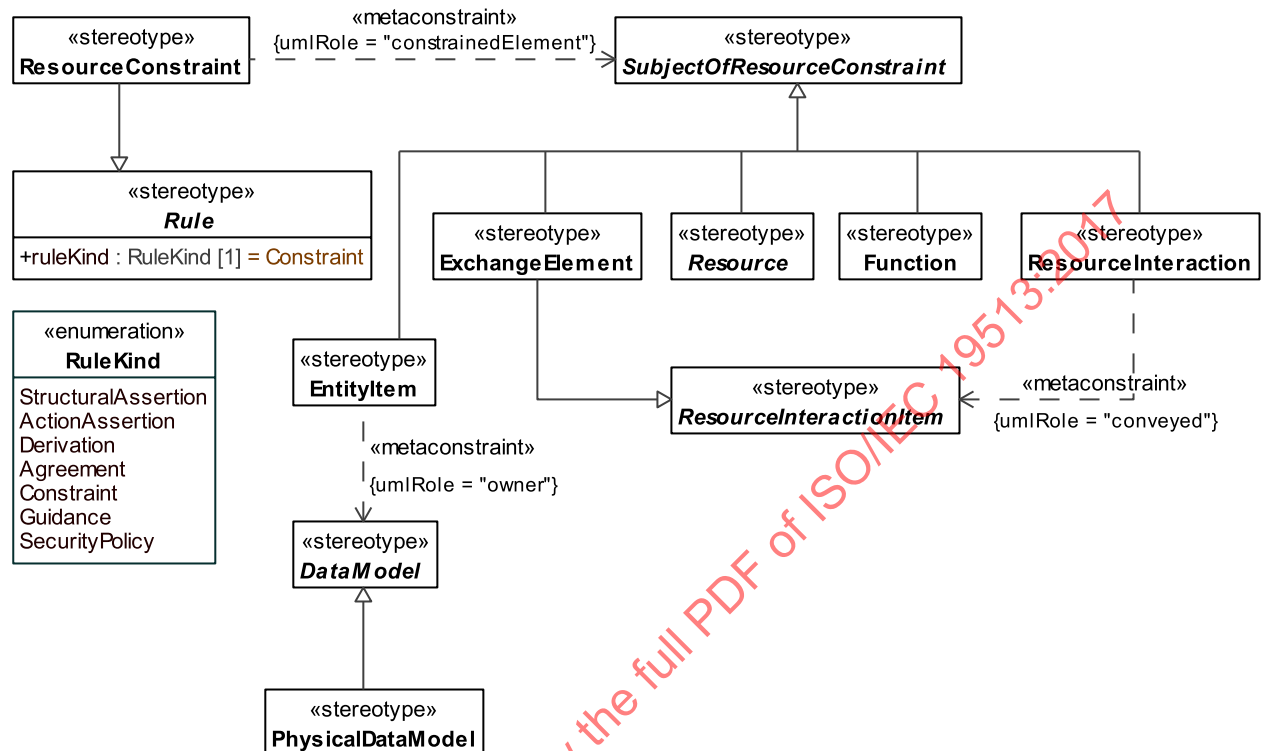 «metaconstraint»
{umlRole = "constrainedElement"}
«stereotype»
ResourceConstraint
«stereotype»
SubjectOfResourceConstraint
«stereotype»
Rule
+ruleKind : RuleKind [1] = Constraint
«stereotype»
ExchangeElement
«stereotype»
Resource
«stereotype»
Function
«stereotype»
ResourceInteraction
«enumeration»
RuleKind
StructuralAssertion
ActionAssertion
Derivation
Agreement
Constraint
Guidance
SecurityPolicy
«stereotype»
EntityItem
«stereotype»
ResourceInteractionItem
«metaconstraint»
{umlRole = "conveyed"}
«metaconstraint»
{umlRole = "owner"}
«stereotype»
DataModel
«stereotype»
PhysicalDataModel
the full PDF of ISO/IEC 19513:2017